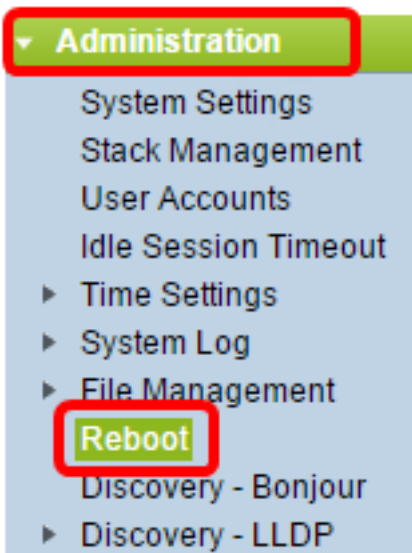 Administration
System Settings
Stack Management
User Accounts
Idle Session Timeout
Time Settings
System Log
File Management
Reboot
Discovery - Bonjour
Discovery - LLDP